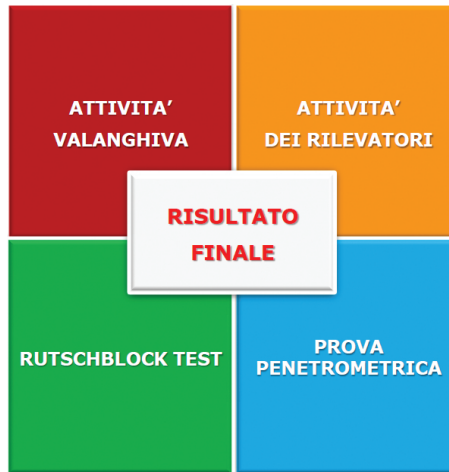 ATTIVITA’
VALANGHIVA
ATTIVITA’
DEI RILEVATORI
RISULTATO
FINALE
RUTSCHBLOCK TEST
PROVA
PENETROMETRICA